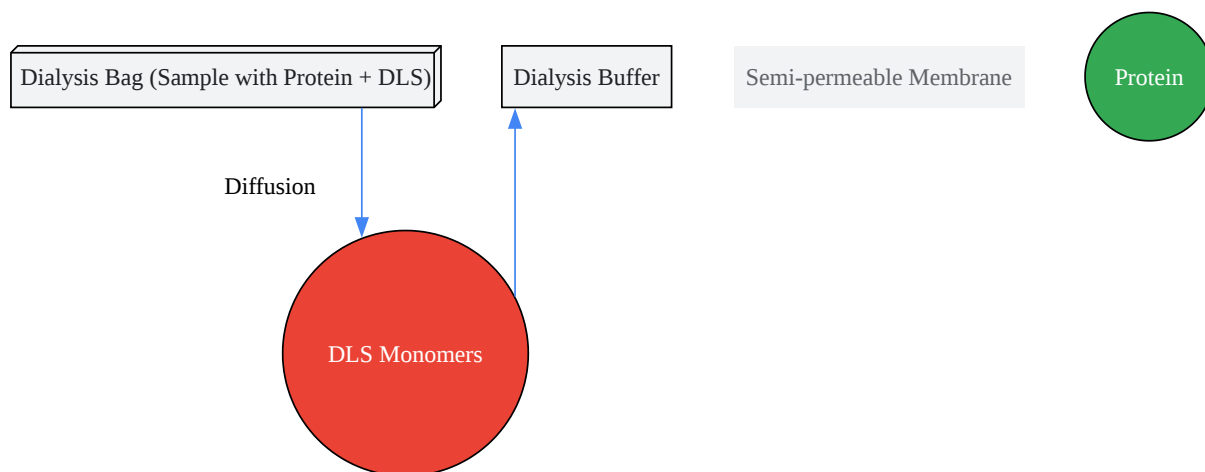 Dialysis Bag (Sample with Protein + DLS)
Dialysis Buffer
Semi-permeable Membrane
Protein
Diffusion
DLS Monomers